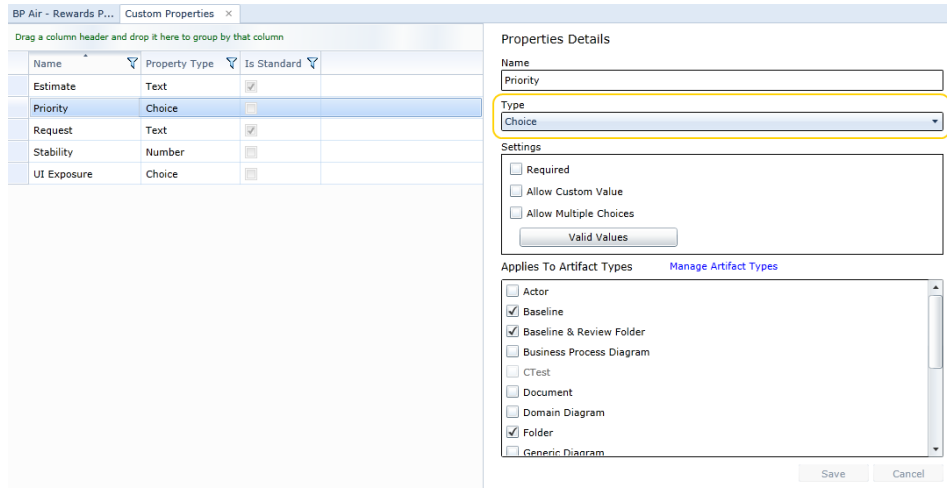 BP Air - Rewards P... Custom Properties ×
Drag a column header and drop it here to group by that column
Name Property Type Is Standard
Estimate Text
Priority Choice
Request Text
Stability Number
UI Exposure Choice
Properties Details
Name
Priority
Type
Choice
Settings
Required
Allow Custom Value
Allow Multiple Choices
Valid Values
Applies To Artifact Types Manage Artifact Types
Actor
Baseline
Baseline & Review Folder
Business Process Diagram
CTest
Document
Domain Diagram
Folder
Generic Diagram
Save Cancel